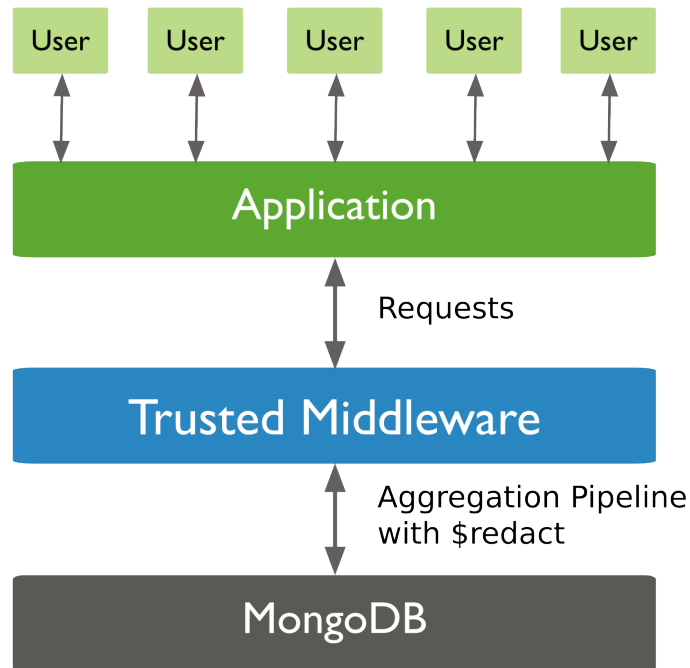 User User User User User
Application
Requests
Trusted Middleware
Aggregation Pipeline
with $redact
MongoDB